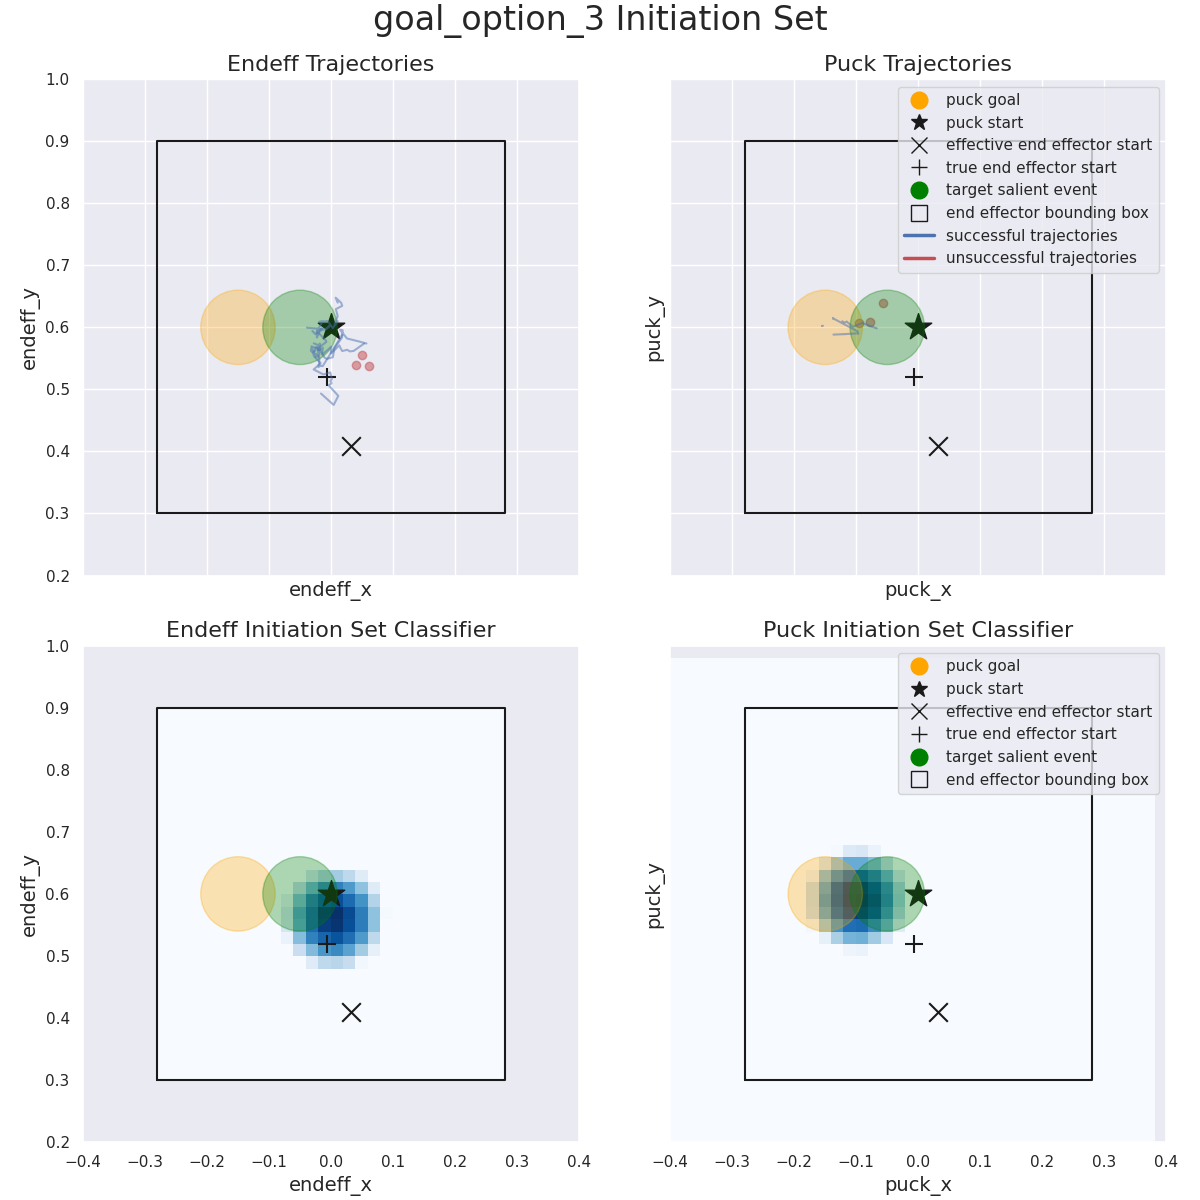 goal_option_3 Initiation Set
Endeff Trajectories
Puck Trajectories
1.0
0.9
0.8
0.7
0.6
0.5
0.4
0.3
0.2
endeff_y
endeff_x
puck_y
puck_x
puck goal
puck start
effective end effector start
true end effector start
target salient event
end effector bounding box
successful trajectories
unsuccessful trajectories
Endeff Initiation Set Classifier
Puck Initiation Set Classifier
1.0
0.9
0.8
0.7
0.6
0.5
0.4
0.3
0.2
endeff_y
−0.4 −0.3 −0.2 −0.1 0.0 0.1 0.2 0.3 0.4
endeff_x
puck_y
puck goal
puck start
effective end effector start
true end effector start
target salient event
end effector bounding box
−0.4 −0.3 −0.2 −0.1 0.0 0.1 0.2 0.3 0.4
puck_x